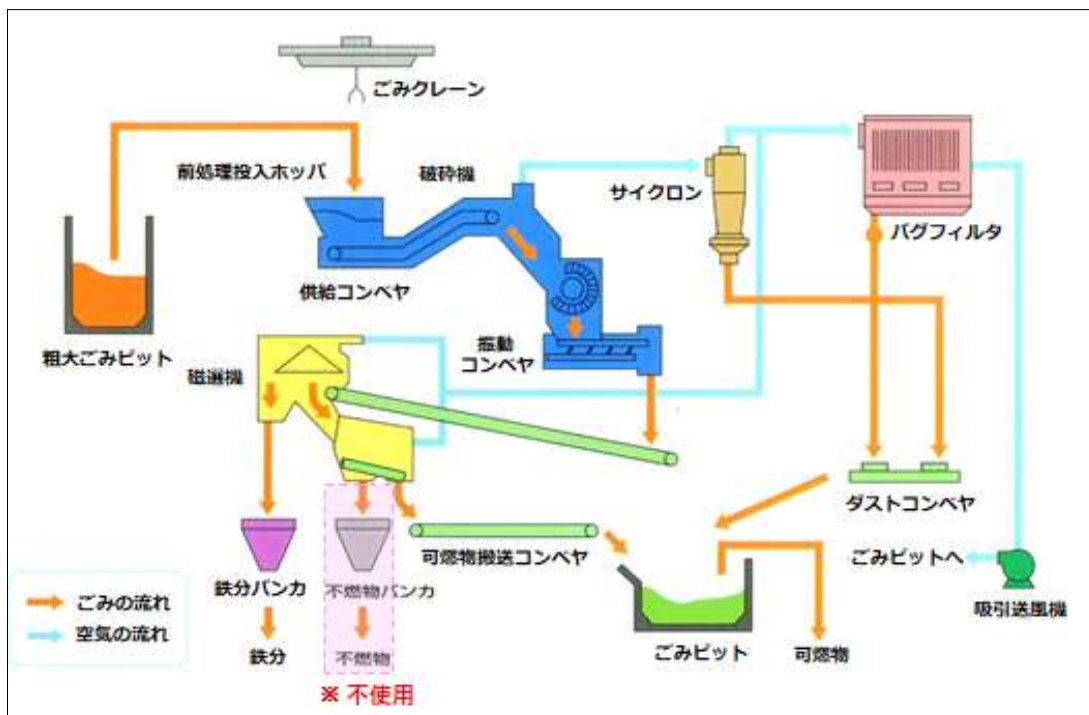 ごみクレーン
前処理投入ホッパ
破砕機
サイクロン
バグフィルタ
供給コンベヤ
粗大ごみピット
振動
コンベヤ
磁選機
ダストコンベヤ
可燃物搬送コンベヤ
ごみピットへ
鉄分バンカ
不燃物バンカ
吸引送風機
ごみの流れ
空気の流れ
鉄分
不燃物
ごみピット
可燃物
※ 不使用